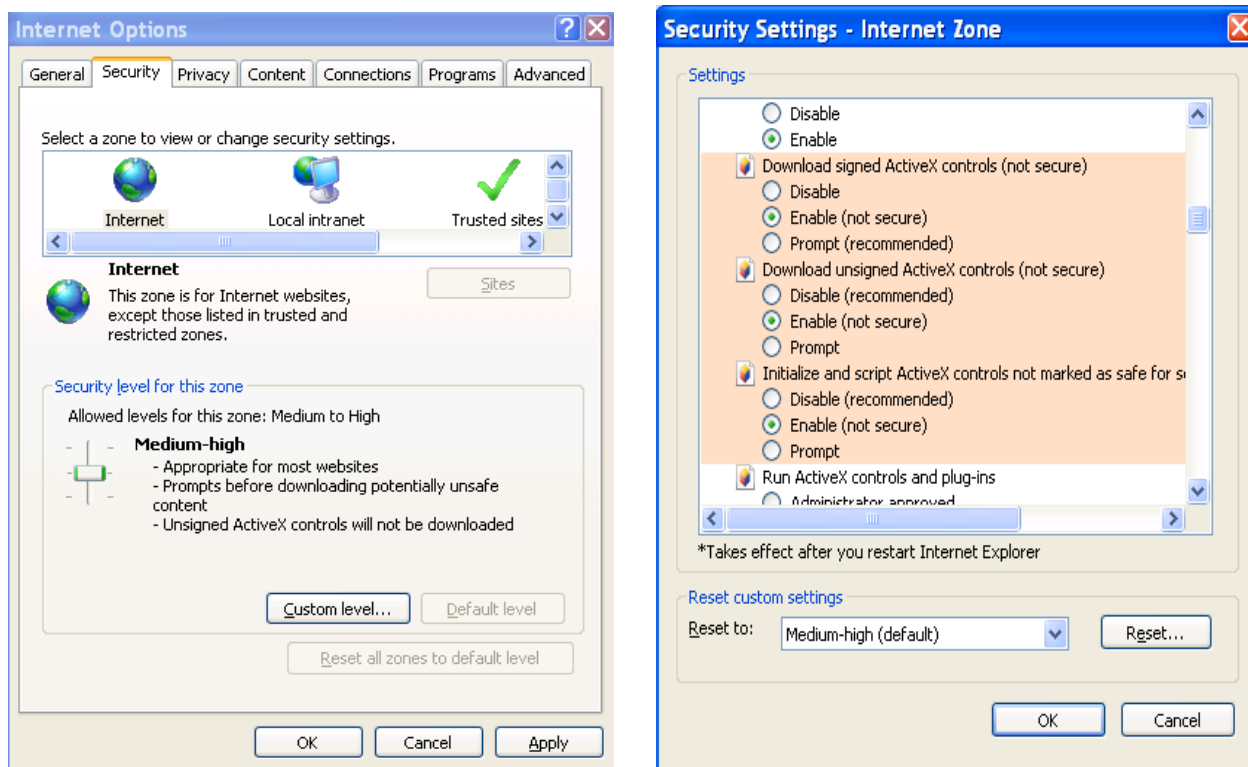 Internet Options
General Security Privacy Content Connections Programs Advanced
Select a zone to view or change security settings.
Internet Local intranet Trusted sites
Internet
This zone is for Internet websites,
except those listed in trusted and
restricted zones.
Sites
Security level for this zone
Allowed levels for this zone: Medium to High
Medium-high
- Appropriate for most websites
- Prompts before downloading potentially unsafe
content
- Unsigned ActiveX controls will not be downloaded
Custom level... Default level
Reset all zones to default level
OK Cancel Apply
Security Settings - Internet Zone
Settings
Disable
Enable
Download signed ActiveX controls (not secure)
Disable
Enable (not secure)
Prompt (recommended)
Download unsigned ActiveX controls (not secure)
Disable (recommended)
Enable (not secure)
Prompt
Initialize and script ActiveX controls not marked as safe for
Disable (recommended)
Enable (not secure)
Prompt
Run ActiveX controls and plug-ins
Administrator approved
*Takes effect after you restart Internet Explorer
Reset custom settings
Reset to: Medium-high (default) Reset...
OK Cancel